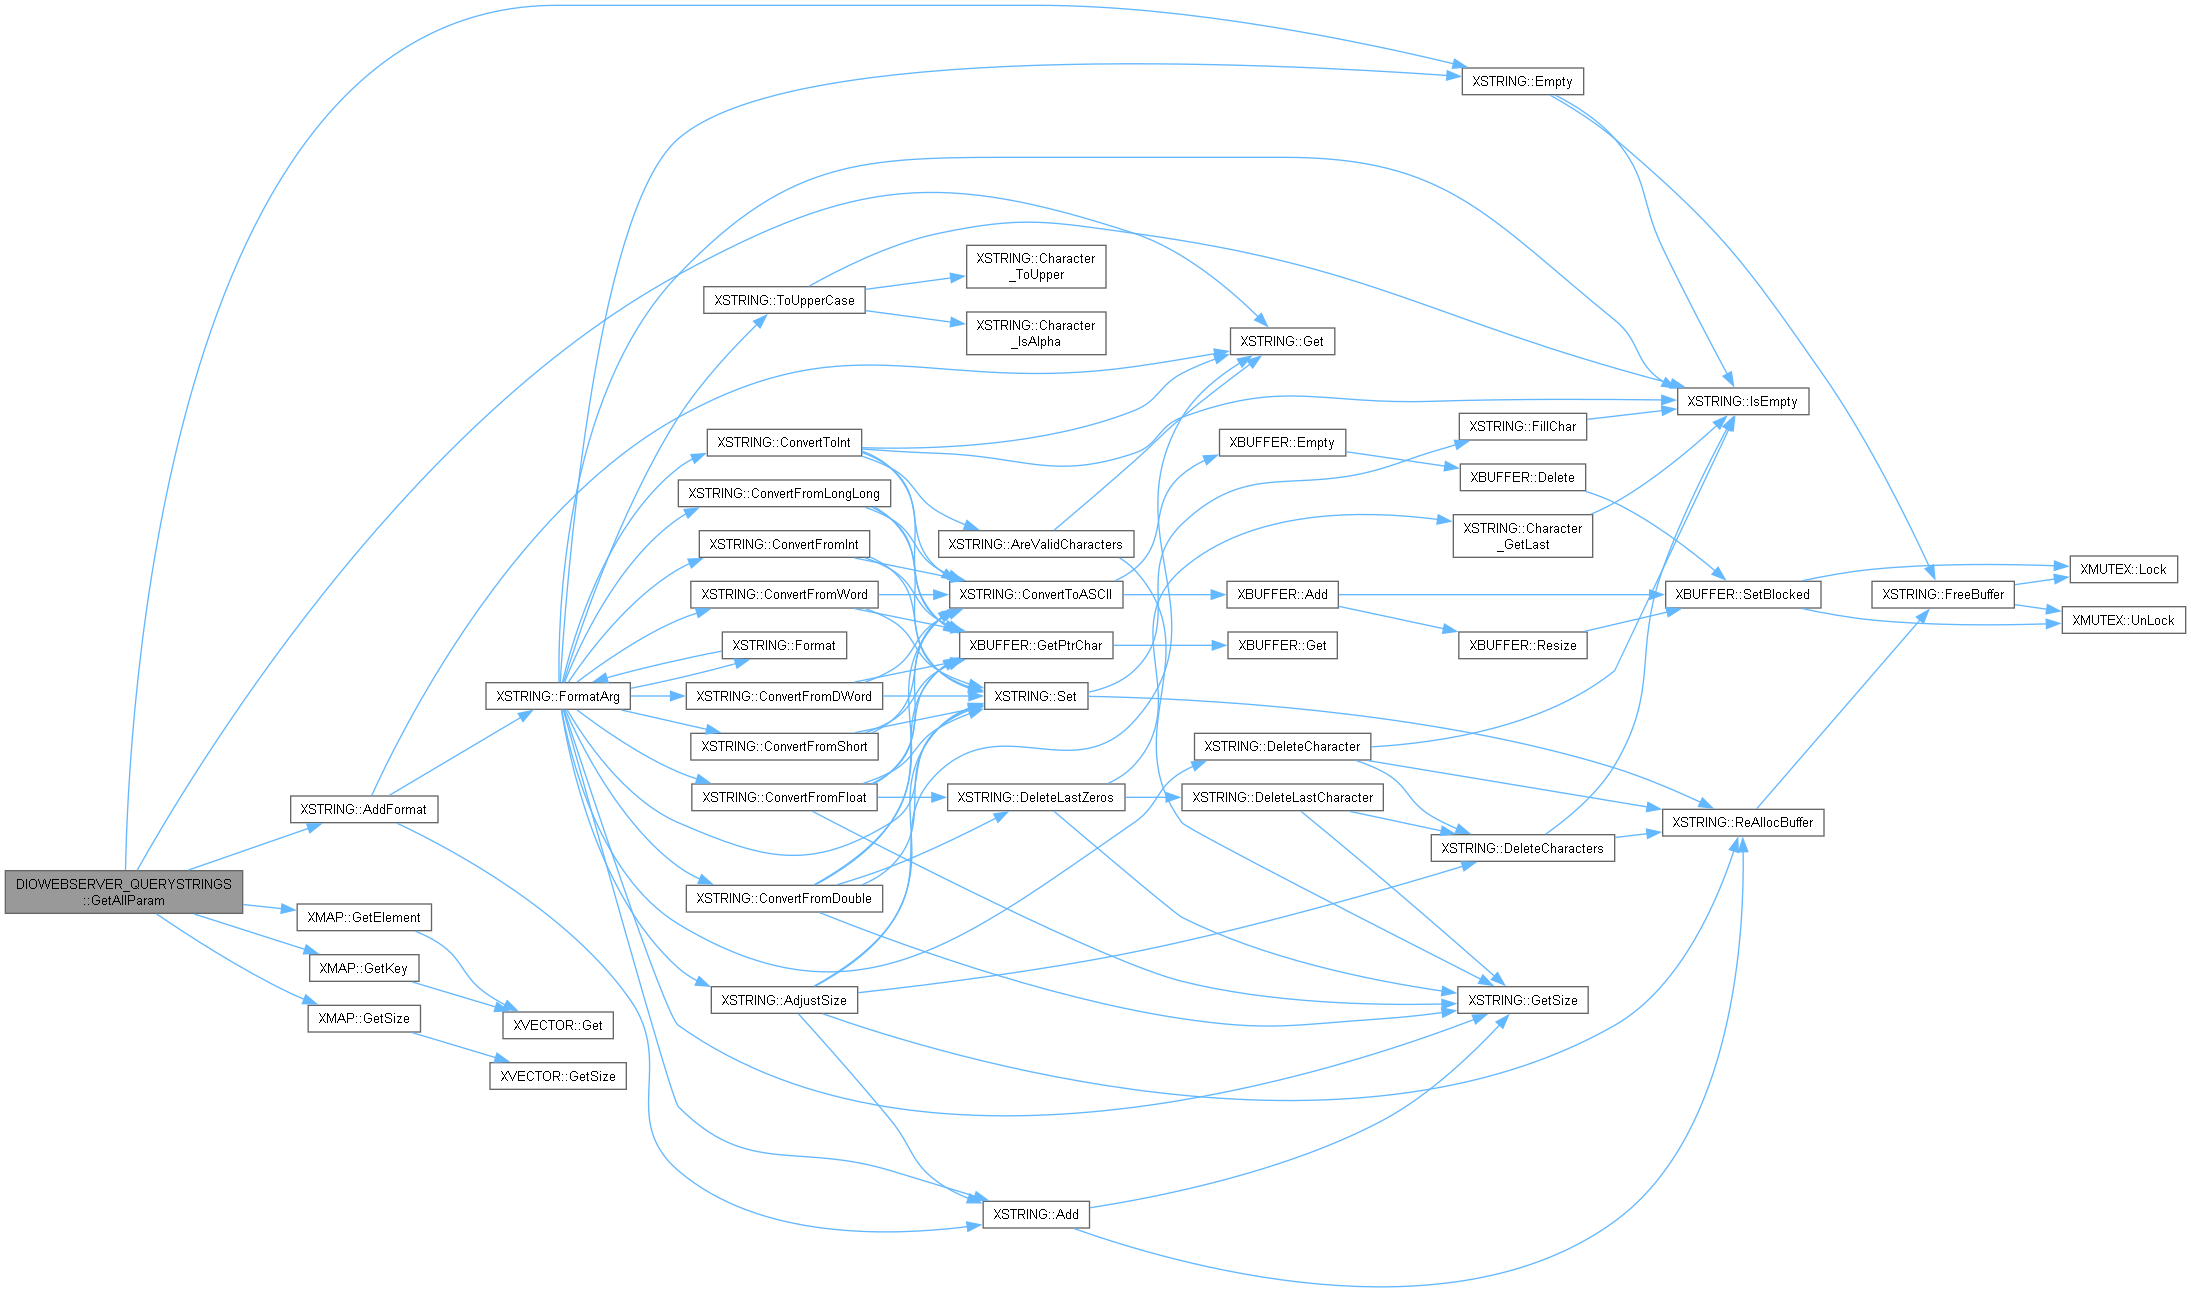 XSTRING::Empty
XSTRING::Character
_ToUpper
XSTRING::ToUpperCase
XSTRING::Character
_IsAlpha
XSTRING::Get
XSTRING::IsEmpty
XSTRING::FillChar
XSTRING::ConvertToInt
XBUFFER::Empty
XBUFFER::Delete
XSTRING::ConvertFromLongLong
XSTRING::Character
_GetLast
XSTRING::ConvertFromInt
XSTRING::AreValidCharacters
XMUTEX::Lock
XSTRING::ConvertFromWord
XSTRING::ConvertToASCII
XBUFFER::Add
XBUFFER::SetBlocked
XSTRING::FreeBuffer
XMUTEX::UnLock
XSTRING::Format
XBUFFER::GetPtrChar
XBUFFER::Get
XBUFFER::Resize
XSTRING::FormatArg
XSTRING::ConvertFromDWord
XSTRING::Set
XSTRING::ConvertFromShort
XSTRING::DeleteCharacter
XSTRING::AddFormat
XSTRING::ConvertFromFloat
XSTRING::DeleteLastZeros
XSTRING::DeleteLastCharacter
XSTRING::ReAllocBuffer
XSTRING::DeleteCharacters
DIOWEBSERVER_QUERYSTRINGS
::GetAllParam
XSTRING::ConvertFromDouble
XMAP::GetElement
XMAP::GetKey
XSTRING::AdjustSize
XSTRING::GetSize
XMAP::GetSize
XVECTOR::Get
XVECTOR::GetSize
XSTRING::Add